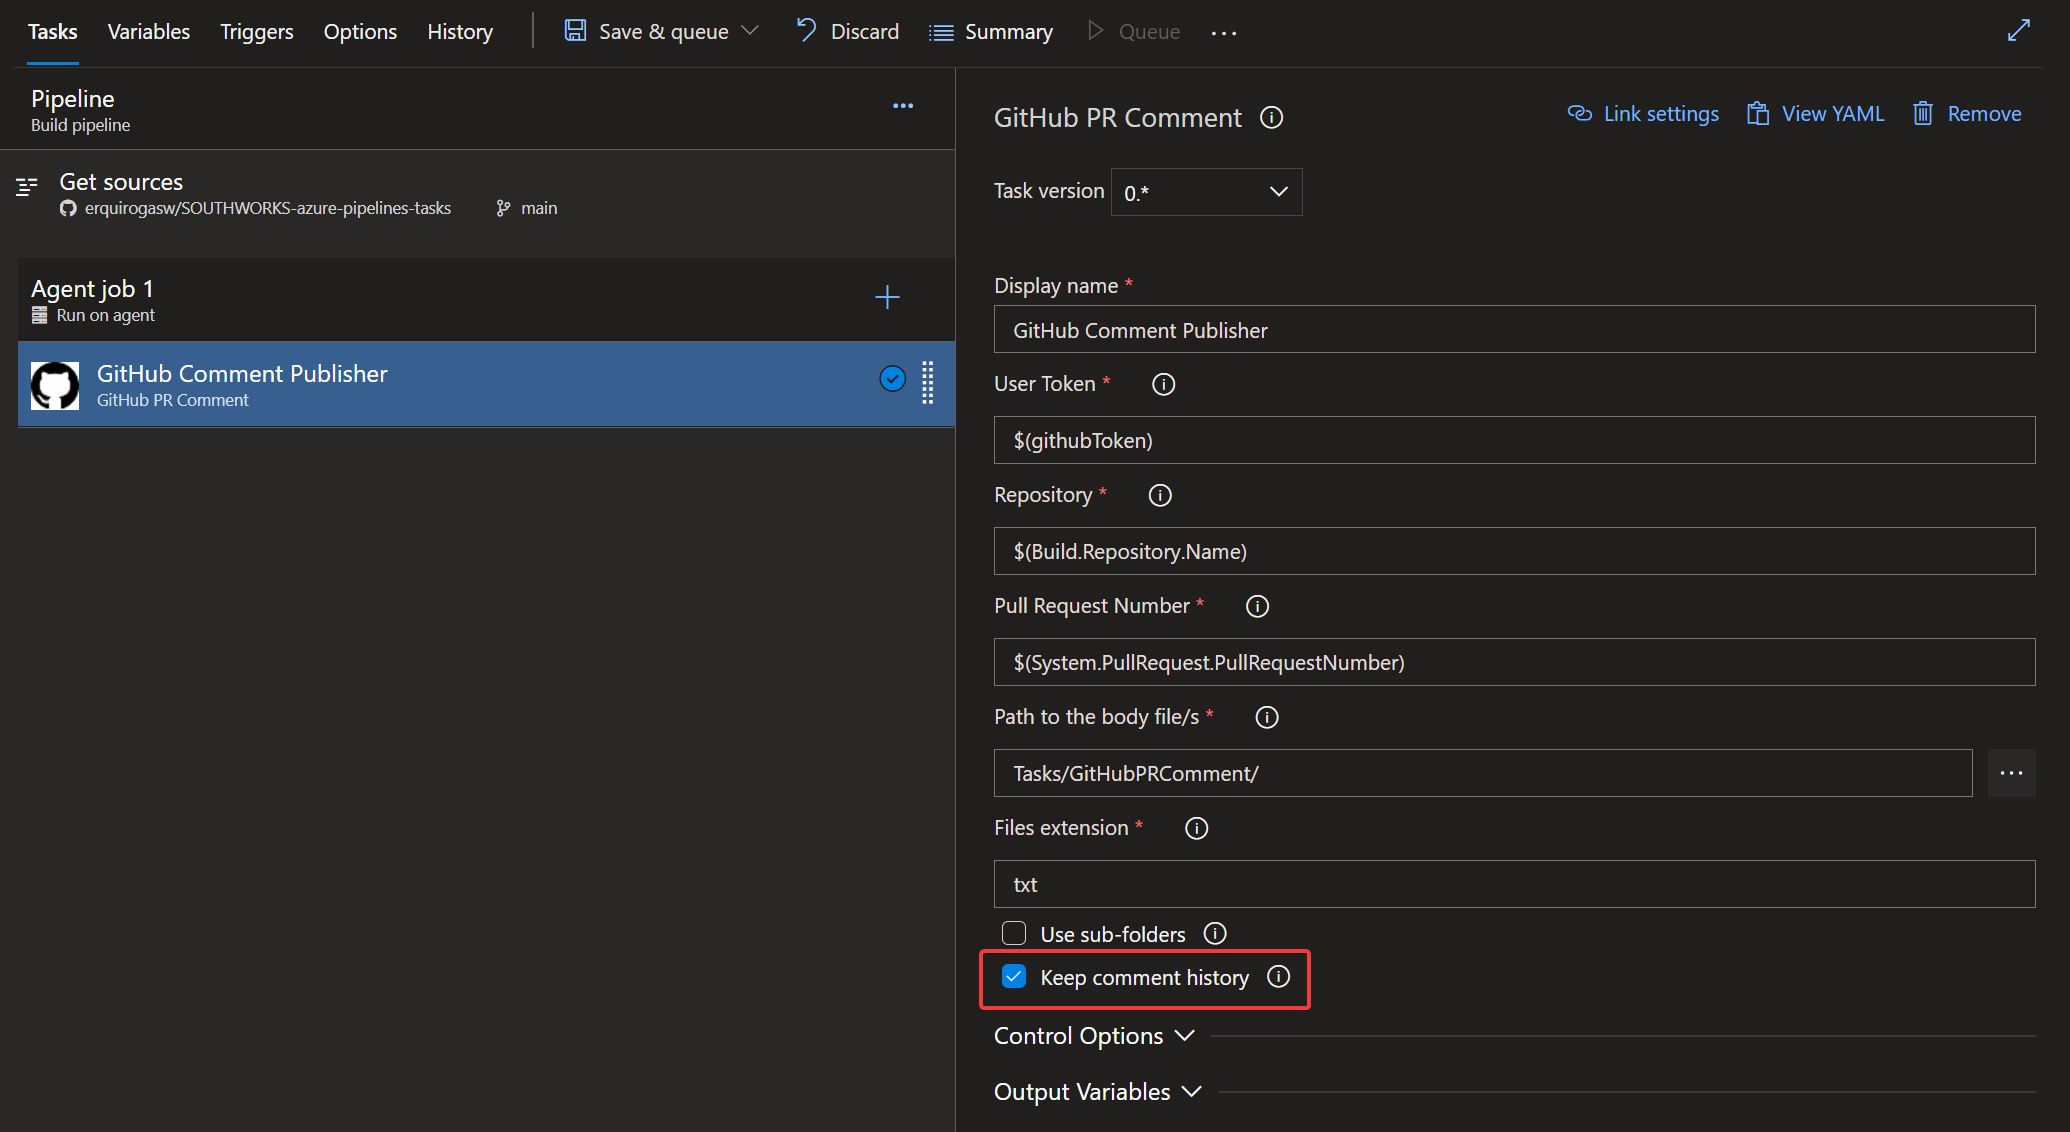 Tasks Variables Triggers Options History Save & queue Discard Summary Queue ...
Pipeline
Build pipeline
Get sources
erquirogasw/SOUTHWORKS-azure-pipelines-tasks main
Agent job 1
Run on agent
GitHub Comment Publisher
GitHub PR Comment
GitHub PR Comment Link settings View YAML Remove
Task version 0.*
Display name *
GitHub Comment Publisher
User Token *
$(githubToken)
Repository *
$(Build.Repository.Name)
Pull Request Number *
$(System.PullRequest.PullRequestNumber)
Path to the body file/s *
Tasks/GitHubPRComment/
Files extension *
txt
Use sub-folders
Keep comment history
Control Options
Output Variables